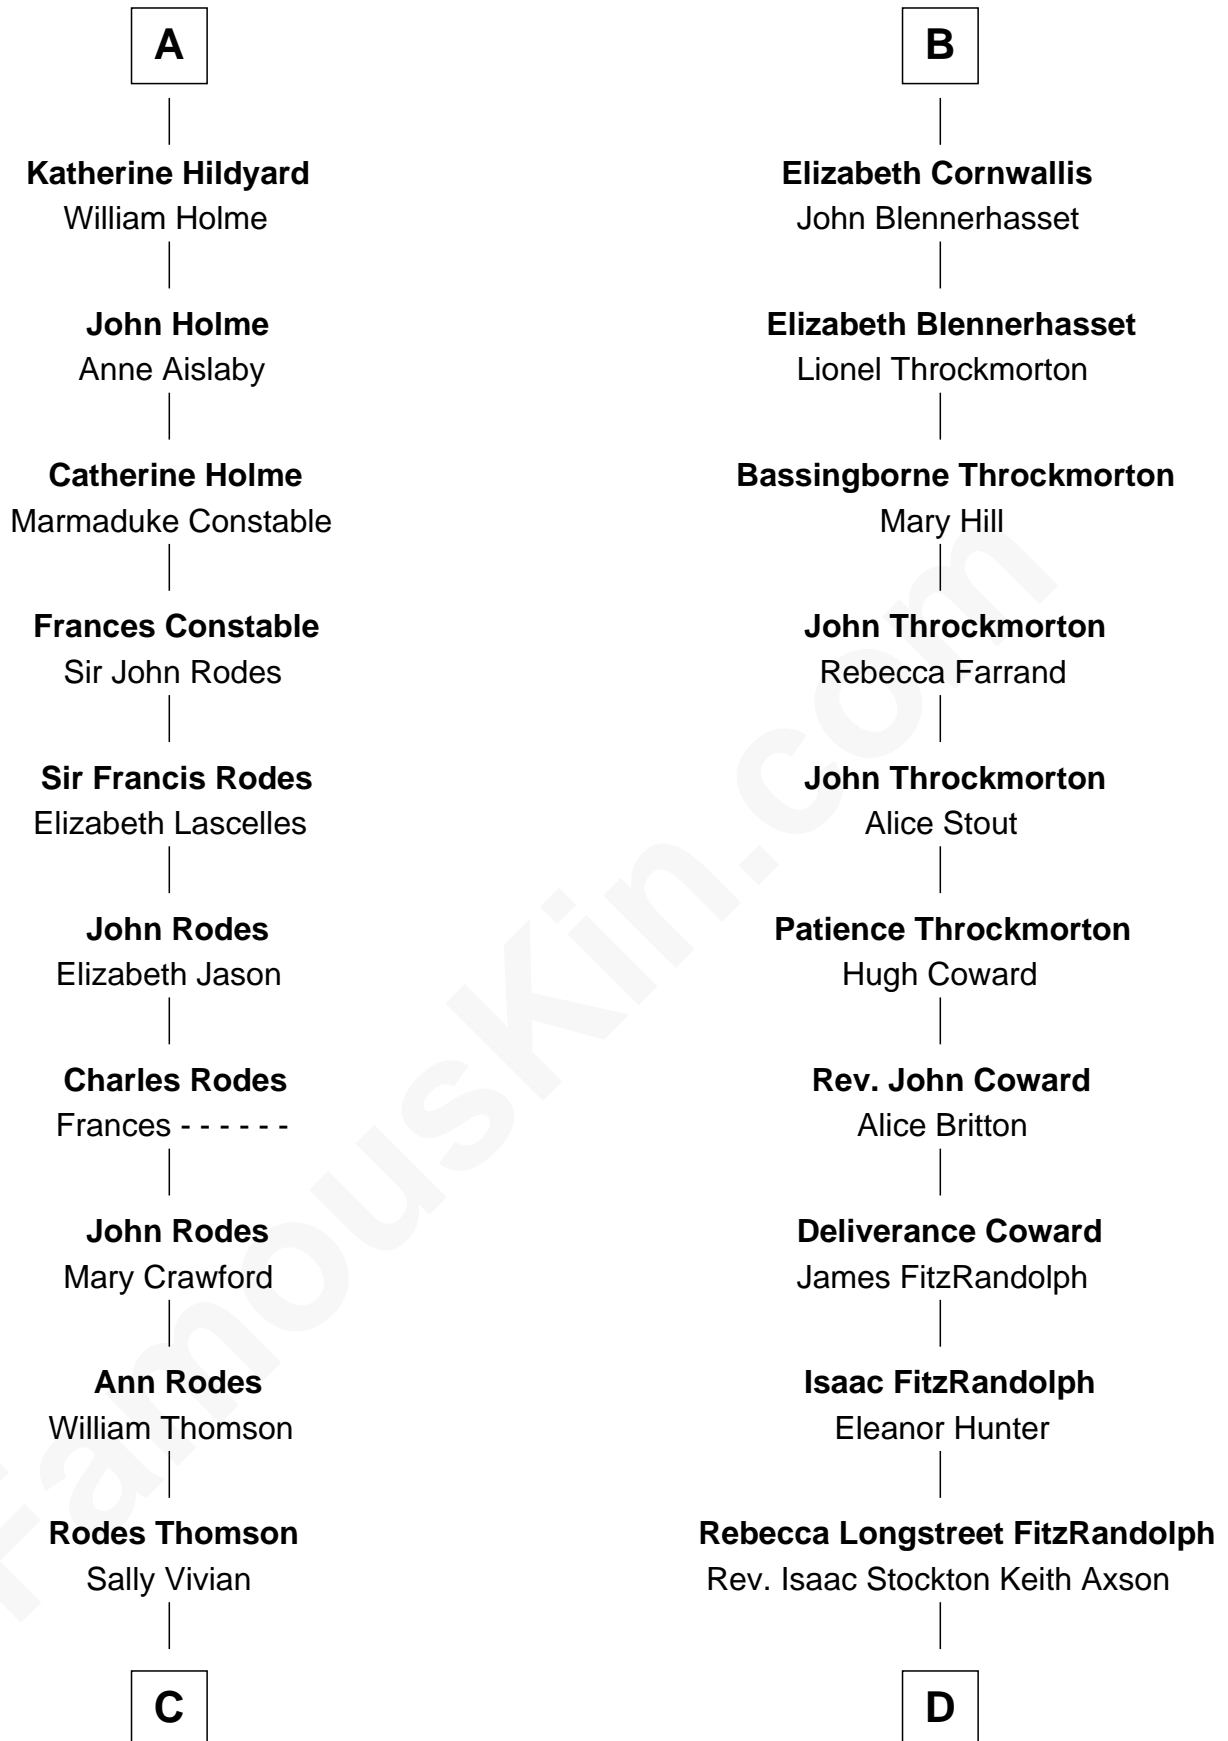 A
Katherine Hildyard
William Holme
John Holme
Anne Aislaby
Catherine Holme
Marmaduke Constable
Frances Constable
Sir John Rodes
Sir Francis Rodes
Elizabeth Lascelles
John Rodes
Elizabeth Jason
Charles Rodes
Frances - - - - - -
John Rodes
Mary Crawford
Ann Rodes
William Thomson
Rodes Thomson
Sally Vivian
C
B
Elizabeth Cornwallis
John Blennerhasset
Elizabeth Blennerhasset
Lionel Throckmorton
Bassingborne Throckmorton
Mary Hill
John Throckmorton
Rebecca Farrand
John Throckmorton
Alice Stout
Patience Throckmorton
Hugh Coward
Rev. John Coward
Alice Britton
Deliverance Coward
James FitzRandolph
Isaac FitzRandolph
Eleanor Hunter
Rebecca Longstreet FitzRandolph
Rev. Isaac Stockton Keith Axson
D
FamousKin.com